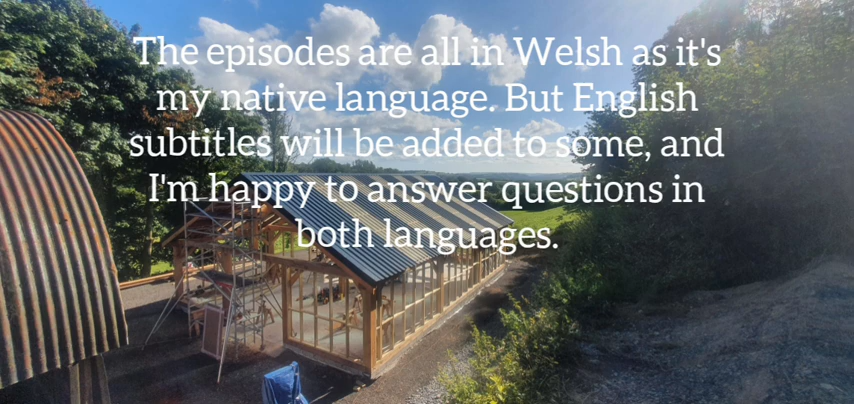 The episodes are all in Welsh as it's
my native language. But English
subtitles will be added to some, and
I'm happy to answer questions in
both languages.